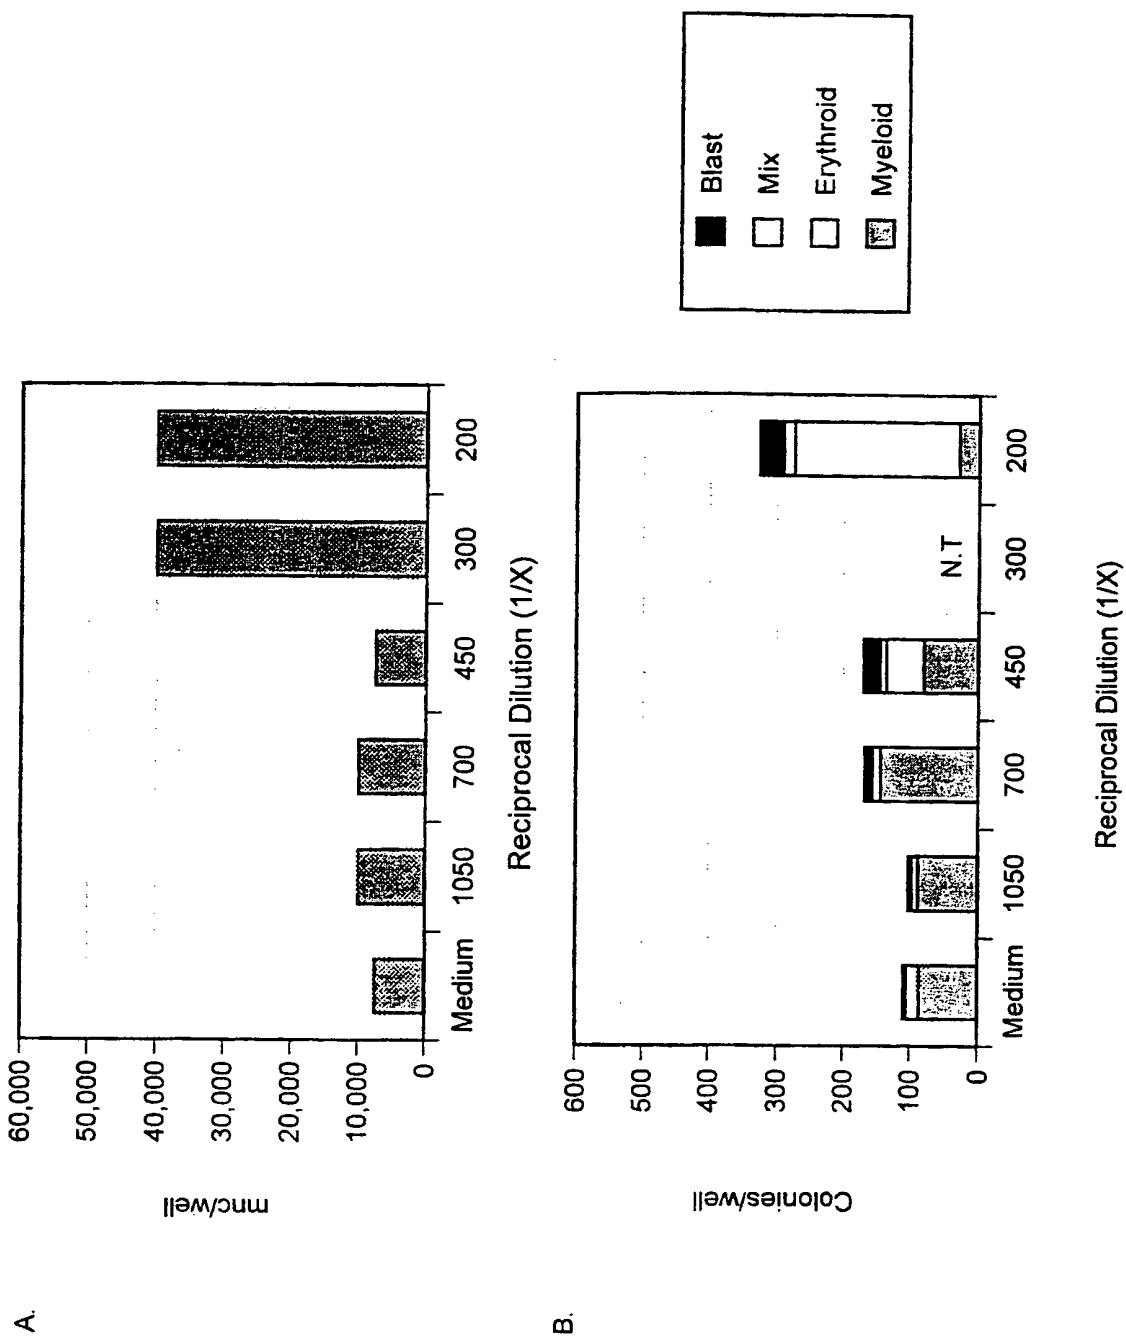 A.
mnc/well
60,000
50,000
40,000
30,000
20,000
10,000
0
Medium 1050 700 450 300 200
Reciprocal Dilution (1/X)
B.
Colonies/well
600
500
400
300
200
100
0
N.T
Medium 1050 700 450 300 200
Reciprocal Dilution (1/X)
Blast
Mix
Erythroid
Myeloid